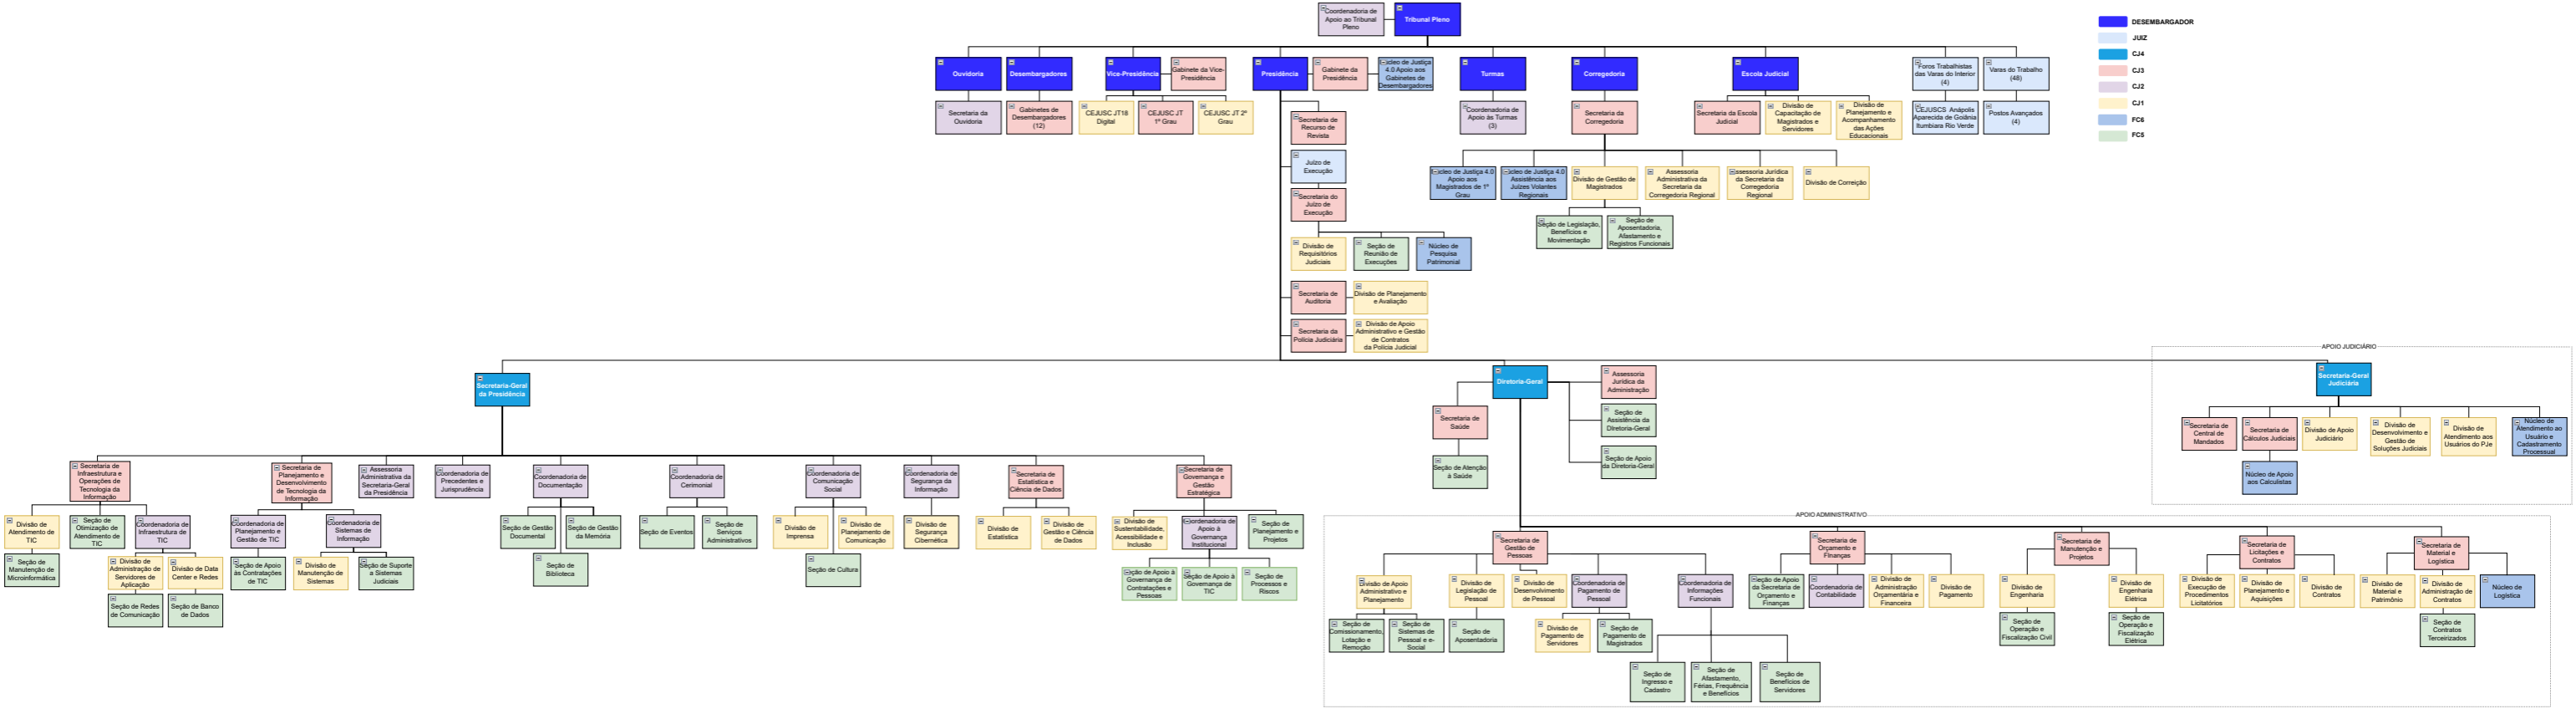 Coordenadoria de
Apoio ao Tribunal
Pleno
Tribunal Pleno
DESEMBARGADOR
JUIZ
CJ4
CJ3
CJ2
CJ1
FC6
FC5
Ouvidoria
Desembargadores
Vice-Presidência
Gabinete da Vice-
Presidência
Presidência
Gabinete da
Presidência
Núcleo de Justiça
4.0 Apoio aos
Gabinetes de
Desembargadores
Turmas
Corregedoria
Escola Judicial
Foros Trabalhistas
das Varas do Interior
(4)
Varas do Trabalho
(48)
Secretaria da
Ouvidoria
Gabinetes de
Desembargadores
(12)
CEJUSC JT18
Digital
CEJUSC JT
1º Grau
CEJUSC JT 2º
Grau
Secretaria de
Recurso de
Revista
Coordenadoria de
Apoio às Turmas
(3)
Secretaria da
Corregedoria
Secretaria da Escola
Judicial
Divisão de
Capacitação de
Magistrados e
Servidores
Divisão de
Planejamento e
Acompanhamento
das Ações
Educacionais
CEJUSCS Anápolis
Aparecida de Goiânia
Itumbiara Rio Verde
Postos Avançados
(4)
Juízo de
Execução
Núcleo de Justiça 4.0
Apoio aos
Magistrados de 1º
Grau
Núcleo de Justiça 4.0
Assistência aos
Juízes Volantes
Regionais
Divisão de Gestão de
Magistrados
Assessoria
Administrativa da
Secretaria da
Corregedoria Regional
Assessoria Jurídica
da Secretaria da
Corregedoria
Regional
Divisão de Correição
Secretaria do
Juízo de
Execução
Seção de Legislação,
Benefícios e
Movimentação
Seção de
Aposentadoria,
Afastamento e
Registros Funcionais
Divisão de
Requisitórios
Judiciais
Seção de
Reunião de
Execuções
Núcleo de
Pesquisa
Patrimonial
Secretaria de
Auditoria
Divisão de Planejamento
e Avaliação
Secretaria da
Polícia Judiciária
Divisão de Apoio
Administrativo e Gestão
de Contratos
da Polícia Judicial
APOIO JUDICIÁRIO
Secretaria-Geral
da Presidência
Diretoria-Geral
Assessoria
Jurídica da
Administração
Secretaria-Geral
Judiciária
Secretaria de
Saúde
Seção de
Assistência da
Diretoria-Geral
Seção de Atenção
à Saúde
Seção de Apoio
da Diretoria-Geral
Secretaria de
Central de
Mandados
Secretaria de
Cálculos Judiciais
Divisão de Apoio
Judiciário
Divisão de
Desenvolvimento e
Gestão de
Soluções Judiciais
Divisão de
Atendimento aos
Usuários do PJe
Núcleo de
Atendimento ao
Usuário e
Cadastramento
Processual
Núcleo de Apoio
aos Calculistas
Secretaria de
Infraestrutura e
Operações de
Tecnologia da
Informação
Secretaria de
Planejamento e
Desenvolvimento
de Tecnologia da
Informação
Assessoria
Administrativa da
Secretaria-Geral
da Presidência
Coordenadoria de
Precedentes e
Jurisprudência
Coordenadoria de
Documentação
Coordenadoria de
Cerimonial
Coordenadoria de
Comunicação
Social
Coordenadoria de
Segurança da
Informação
Secretaria de
Estatística e
Ciência de Dados
Secretaria de
Governança e
Gestão
Estratégica
Divisão de
Atendimento de
TIC
Seção de
Otimização de
Atendimento de
TIC
Coordenadoria de
Infraestrutura de
TIC
Coordenadoria de
Planejamento e
Gestão de TIC
Coordenadoria de
Sistemas de
Informação
Seção de Gestão
Documental
Seção de Gestão
da Memória
Seção de Eventos
Seção de
Serviços
Administrativos
Divisão de
Imprensa
Divisão de
Planejamento de
Comunicação
Divisão de
Segurança
Cibernética
Divisão de
Estatística
Divisão de
Gestão e Ciência
de Dados
Divisão de
Sustentabilidade,
Acessibilidade e
Inclusão
Coordenadoria de
Apoio à
Governança
Institucional
Seção de
Planejamento e
Projetos
Seção de
Manutenção de
Microinformática
Divisão de
Administração de
Servidores de
Aplicação
Divisão de Data
Center e Redes
Seção de Apoio
às Contratações
de TIC
Divisão de
Manutenção de
Sistemas
Seção de Suporte
a Sistemas
Judiciais
Seção de
Biblioteca
Seção de Cultura
Seção de Apoio à
Governança de
Contratações e
Pessoas
Seção de Apoio à
Governança de
TIC
Seção de
Processos e
Riscos
Seção de Redes
de Comunicação
Seção de Banco
de Dados
APOIO ADMINISTRATIVO
Secretaria de
Gestão de
Pessoas
Secretaria de
Orçamento e
Finanças
Secretaria de
Manutenção e
Projetos
Secretaria de
Licitações e
Contratos
Secretaria de
Material e
Logística
Divisão de Apoio
Administrativo e
Planejamento
Divisão de
Legislação de
Pessoal
Divisão de
Desenvolvimento
de Pessoal
Coordenadoria de
Pagamento de
Pessoal
Coordenadoria de
Informações
Funcionais
Seção de Apoio
da Secretaria de
Orçamento e
Finanças
Coordenadoria de
Contabilidade
Divisão de
Administração
Orçamentária e
Financeira
Divisão de
Pagamento
Divisão de
Engenharia
Divisão de
Engenharia
Elétrica
Divisão de
Execução de
Procedimentos
Licitatórios
Divisão de
Planejamento e
Aquisições
Divisão de
Contratos
Divisão de
Material e
Patrimônio
Divisão de
Administração de
Contratos
Núcleo de
Logística
Seção de
Comissionamento,
Lotação e
Remoção
Seção de
Sistemas de
Pessoal e e-
Social
Seção de
Aposentadoria
Divisão de
Pagamento de
Servidores
Seção de
Pagamento de
Magistrados
Seção de
Operação e
Fiscalização Civil
Seção de
Operação e
Fiscalização
Elétrica
Seção de
Contratos
Terceirizados
Seção de
Ingresso e
Cadastro
Seção de
Afastamento,
Férias, Frequência
e Benefícios
Seção de
Benefícios de
Servidores